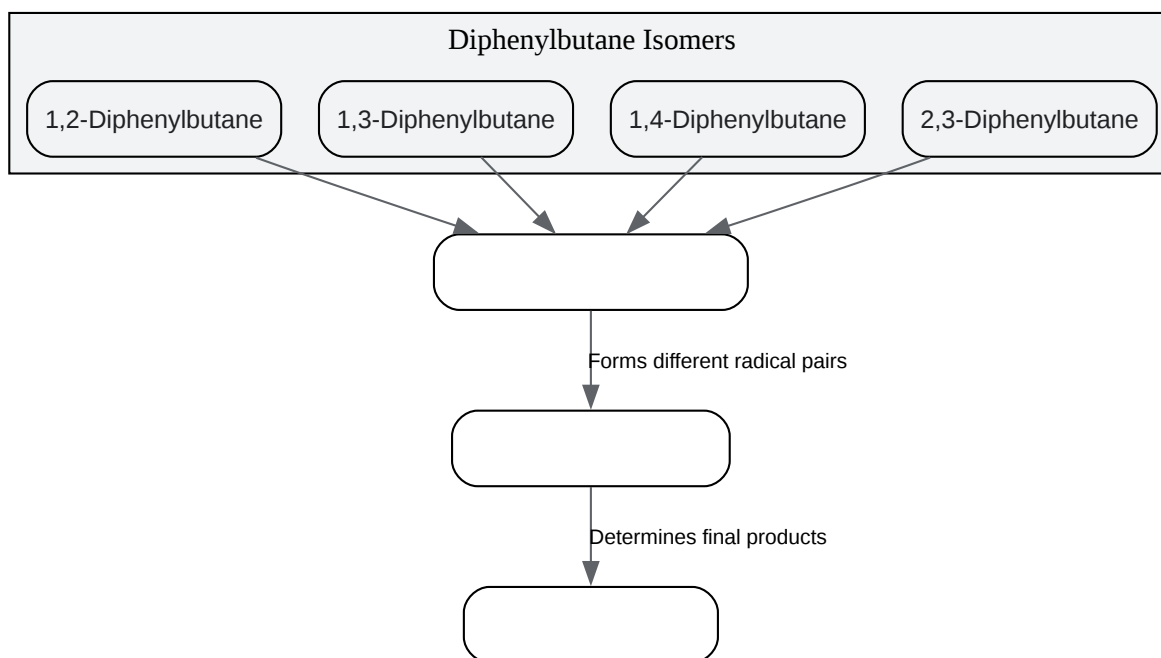 Diphenylbutane Isomers
1,2-Diphenylbutane
1,3-Diphenylbutane
1,4-Diphenylbutane
2,3-Diphenylbutane
Forms different radical pairs
Determines final products